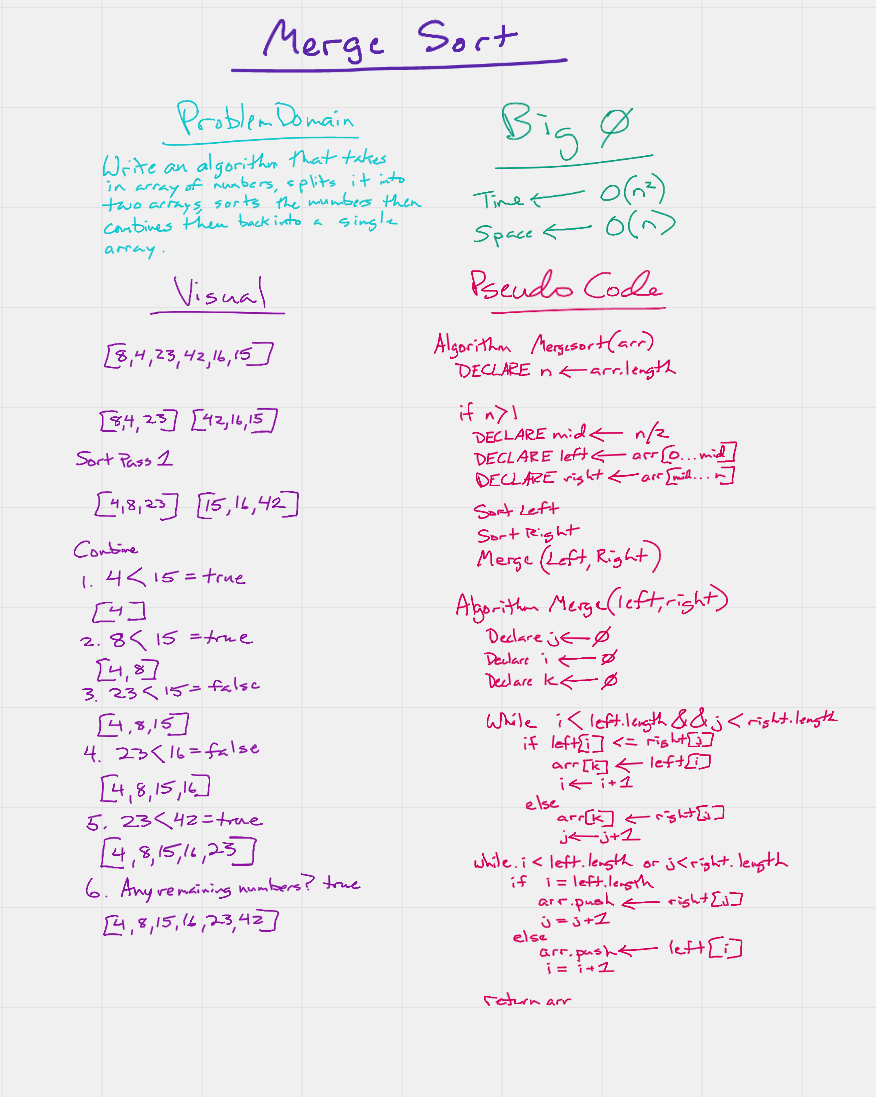 Merge Sort
Problem Domain
Write an algorithm that takes
in array of numbers, splits it into
two arrays, sorts the numbers then
combines then back into a single
array.
Big Ø
Time ← O(n²)
Space ← O(n)
Visual
[8,4,23,42,16,15]
[8,4,23] [42,16,15]
Sort Pass 1
[4,8,23] [15,16,42]
Combine
1. 4 < 15 = true
[4]
2. 8 < 15 = true
[4,8]
3. 23 < 15 = false
[4,8,15]
4. 23 < 16 = false
[4,8,15,16]
5. 23 < 42 = true
[4,8,15,16,23]
6. Any remaining numbers? true
[4,8,15,16,23,42]
Pseudo Code
Algorithm Mergesort(arr)
DECLARE n ← arr.length
if n>1
DECLARE mid ← n/2
DECLARE left ← arr[0...mid]
DECLARE right ← arr[mid...n]
Sort Left
Sort Right
Merge (Left, Right)
Algorithm Merge(left,right)
Declare j ← Ø
Declare i ← Ø
Declare k ← Ø
While i < left.length && j < right.length
if left[i] <= right[j]
arr[k] ← left[i]
i ← i+1
else
arr[k] ← right[j]
j ← j+1
while i < left.length or j < right.length
if i = left.length
arr.push ← right[j]
j = j+1
else
arr.push ← left[i]
i = i+1
return arr